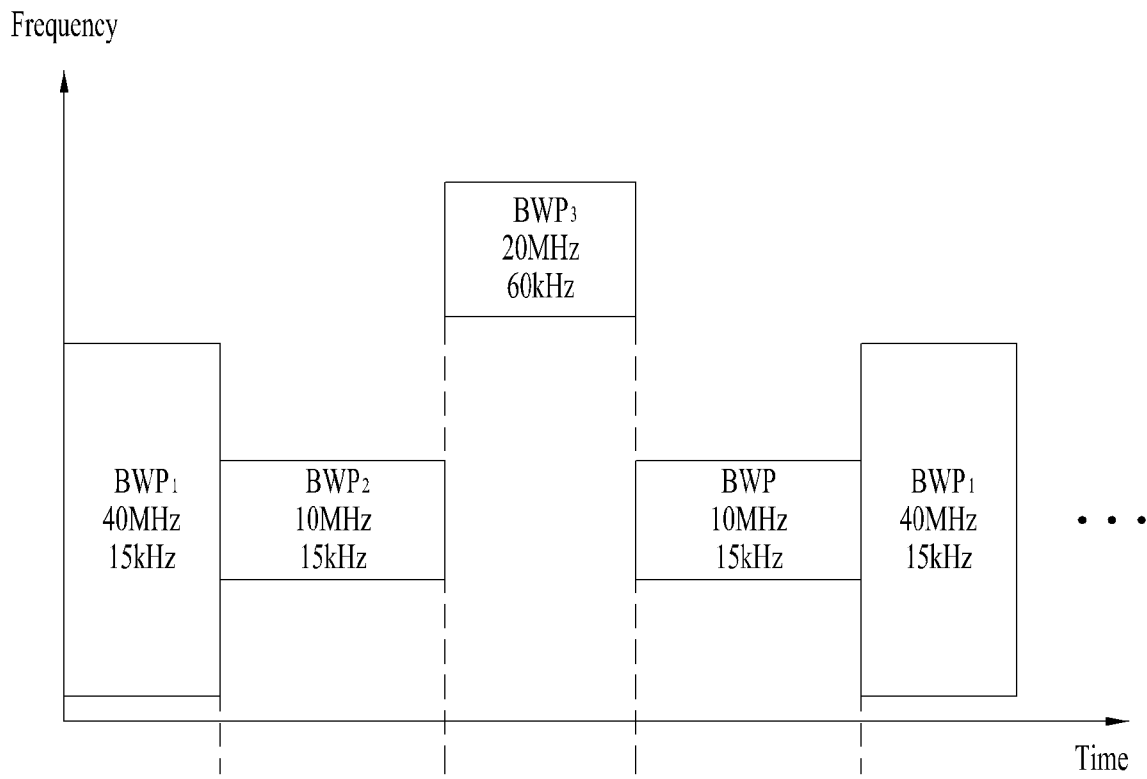 Frequency
BWP₃
20MHz
60kHz
BWP₁
40MHz
15kHz
BWP₂
10MHz
15kHz
BWP
10MHz
15kHz
BWP₁
40MHz
15kHz
• • •
Time